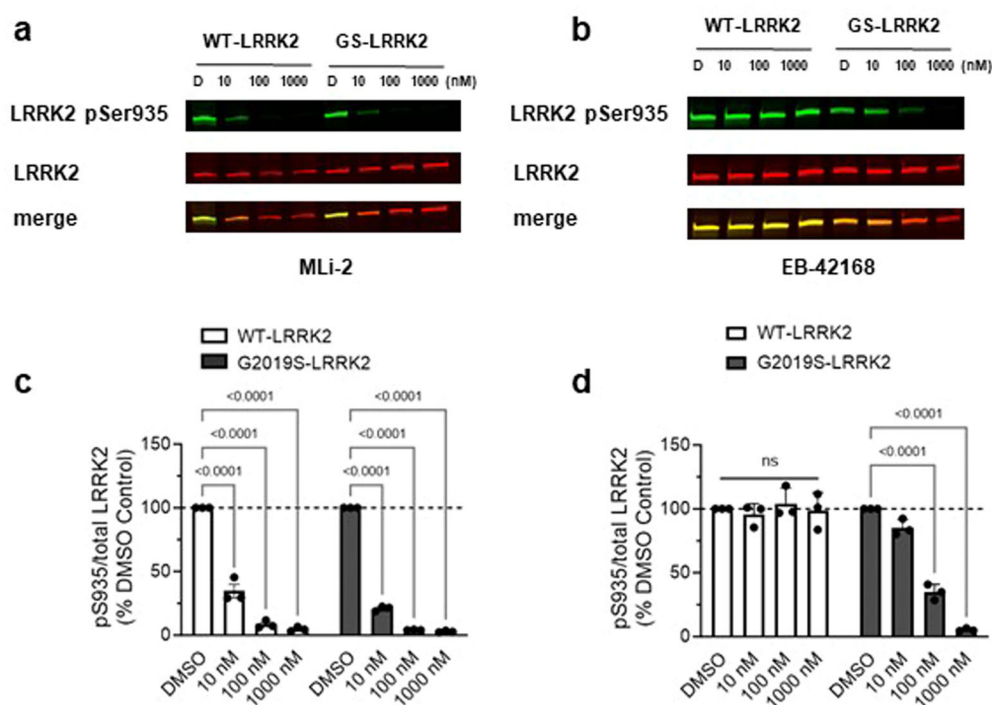 a
WT-LRRK2 GS-LRRK2
D 10 100 1000 D 10 100 1000 (nM)
LRRK2 pSer935
LRRK2
merge
MLi-2
b
WT-LRRK2 GS-LRRK2
D 10 100 1000 D 10 100 1000 (nM)
LRRK2 pSer935
LRRK2
merge
EB-42168
c
WT-LRRK2
G2019S-LRRK2
<0.0001 <0.0001
<0.0001 <0.0001
<0.0001 <0.0001
pS935/total LRRK2
(% DMSO Control)
150
100
50
0
DMSO 10 nM 100 nM 1000 nM DMSO 10 nM 100 nM 1000 nM
d
WT-LRRK2
G2019S-LRRK2
<0.0001
<0.0001
ns
pS935/total LRRK2
(% DMSO Control)
150
100
50
0
DMSO 10 nM 100 nM 1000 nM DMSO 10 nM 100 nM 1000 nM